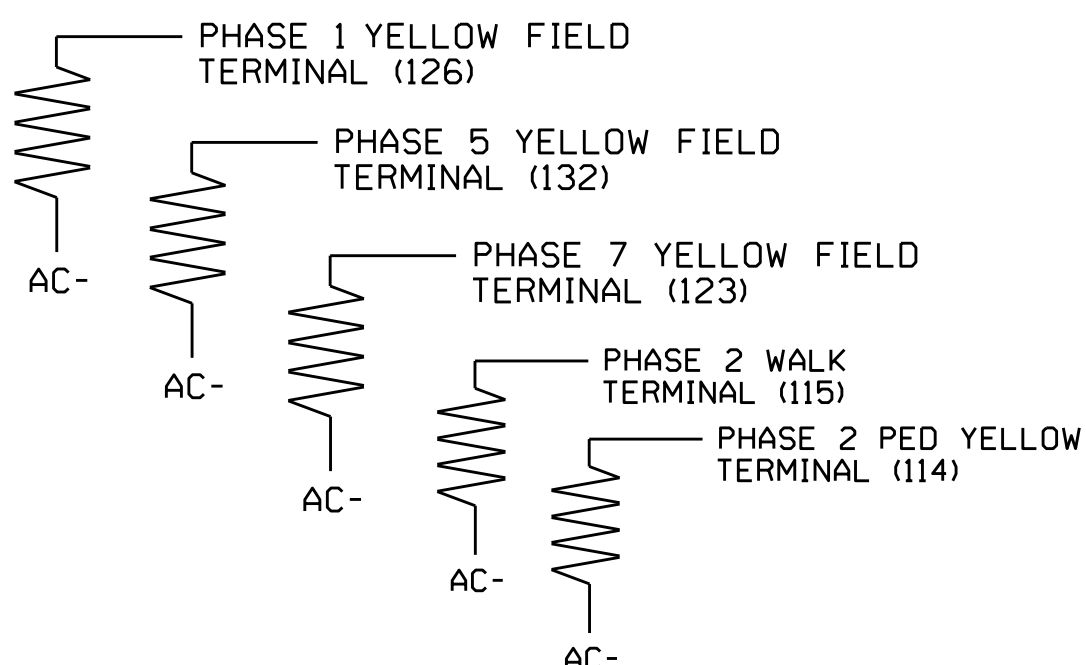 PHASE 1 YELLOW FIELD
TERMINAL (126)
AC-
PHASE 5 YELLOW FIELD
TERMINAL (132)
AC-
PHASE 7 YELLOW FIELD
TERMINAL (123)
AC-
PHASE 2 WALK
TERMINAL (115)
AC-
PHASE 2 PED YELLOW
TERMINAL (114)
AC-